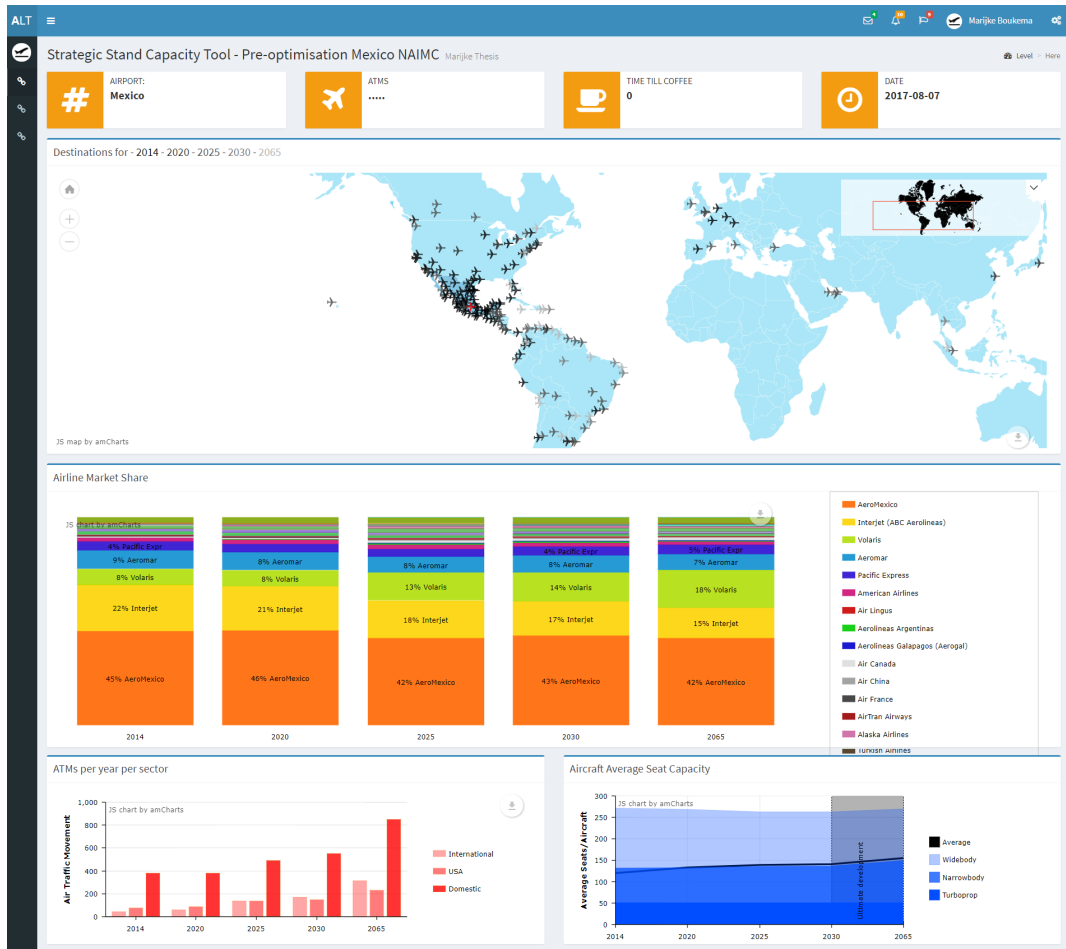 ALT
4
10
9
Marijke Boukema
Strategic Stand Capacity Tool - Pre-optimisation Mexico NAIMC Marijke Thesis
Level > Here
AIRPORT:
Mexico
ATMS
.....
TIME TILL COFFEE
0
DATE
2017-08-07
Destinations for - 2014 - 2020 - 2025 - 2030 - 2065
JS map by amCharts
Airline Market Share
JS chart by amCharts
4% Pacific Expr
9% Aeromar
8% Volaris
22% Interjet
45% AeroMexico
2014
8% Aeromar
8% Volaris
21% Interjet
46% AeroMexico
2020
8% Aeromar
13% Volaris
18% Interjet
42% AeroMexico
2025
4% Pacific Expr
8% Aeromar
14% Volaris
17% Interjet
43% AeroMexico
2030
5% Pacific Expr
7% Aeromar
18% Volaris
15% Interjet
42% AeroMexico
2065
AeroMexico
Interjet (ABC Aerolineas)
Volaris
Aeromar
Pacific Express
American Airlines
Air Lingus
Aerolineas Argentinas
Aerolineas Galapagos (Aerogal)
Air Canada
Air China
Air France
AirTran Airways
Alaska Airlines
Turkish Airlines
ATMs per year per sector
JS chart by amCharts
Air Traffic Movement
1,000
800
600
400
200
0
2014
2020
2025
2030
2065
International
USA
Domestic
Aircraft Average Seat Capacity
JS chart by amCharts
Average Seats/Aircraft
300
250
200
150
100
50
0
Ultimate development
2014
2020
2025
2030
2065
Average
Widebody
Narrowbody
Turboprop